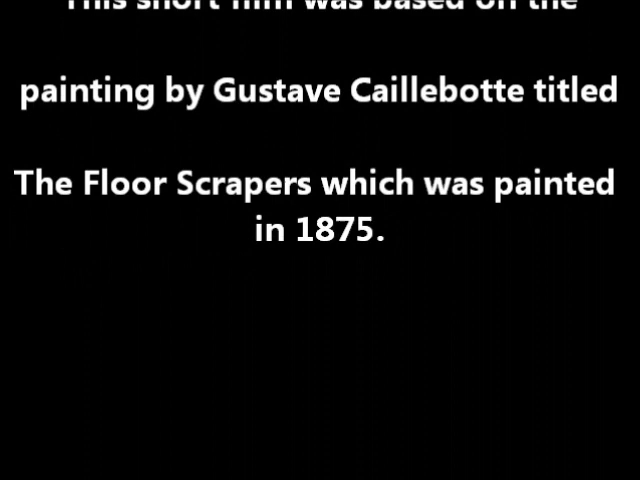 This short film was based on the
painting by Gustave Caillebotte titled
The Floor Scrapers which was painted
in 1875.